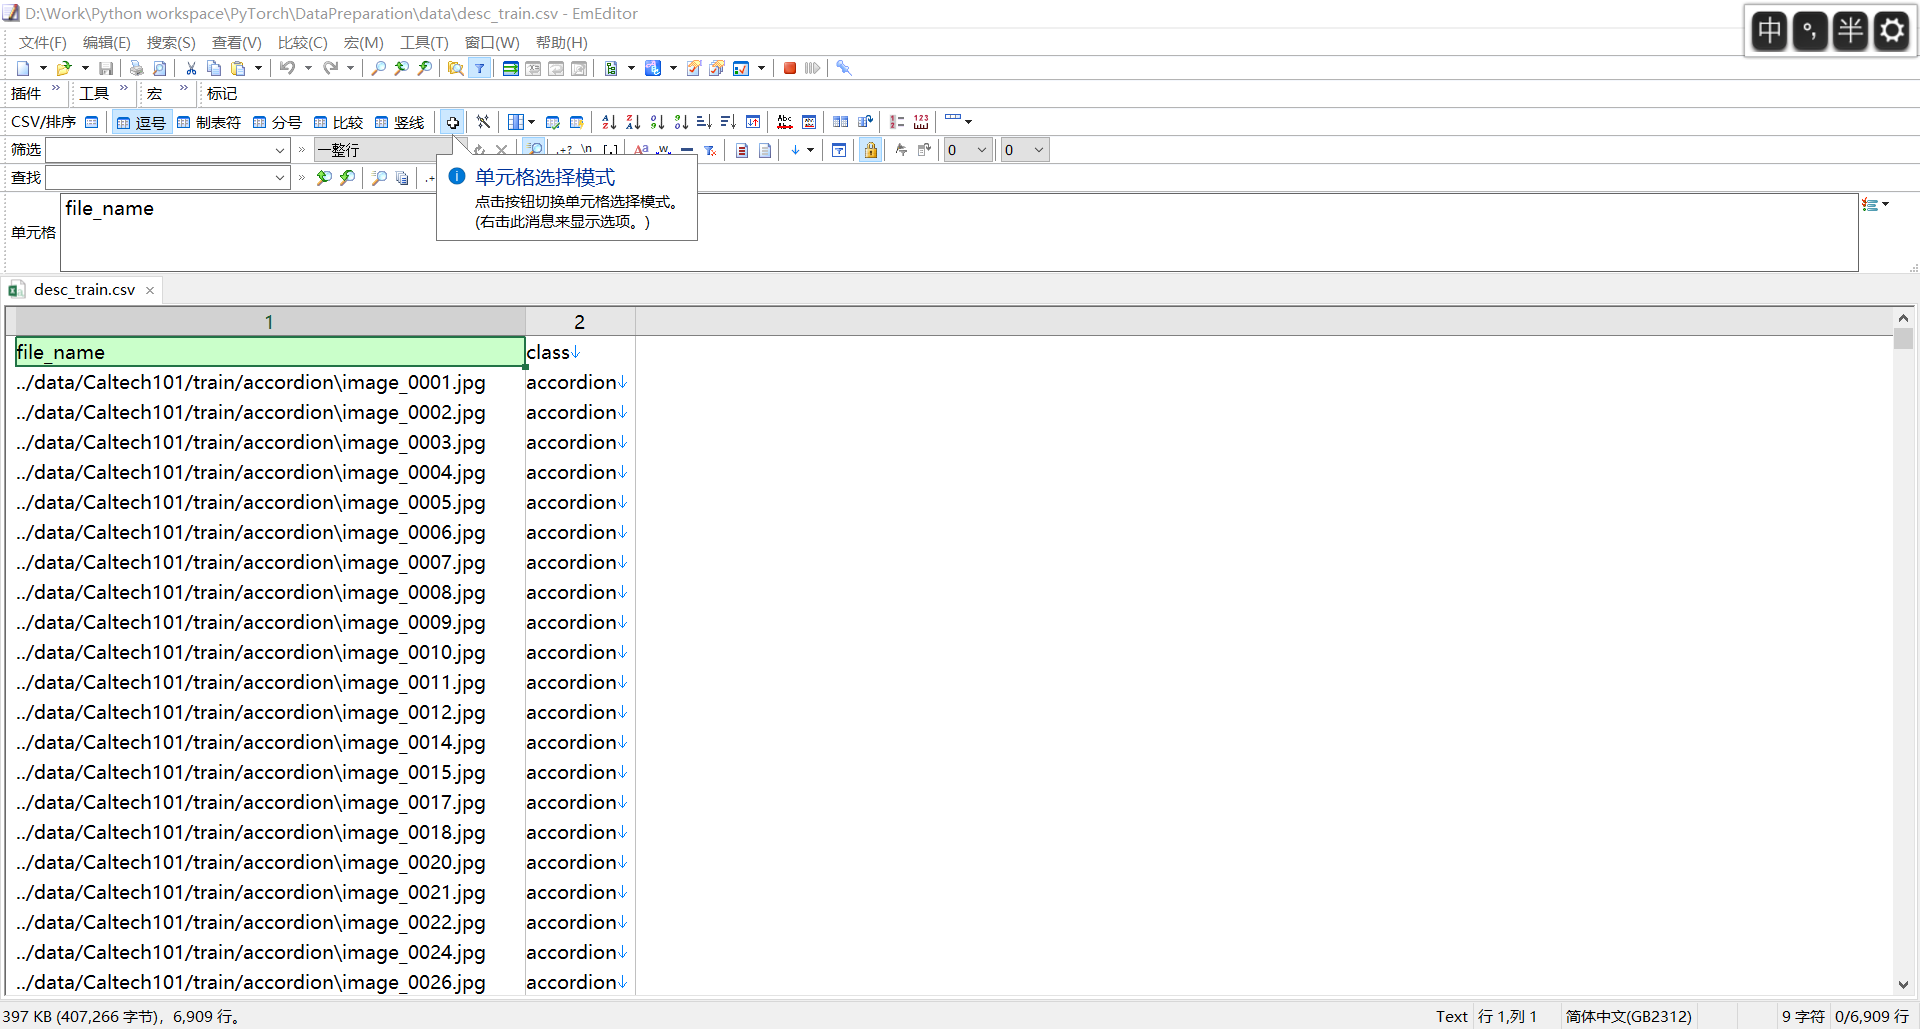 D:\Work\Python workspace\PyTorch\DataPreparation\data\desc_train.csv - EmEditor
中 °, 半
文件(F) 编辑(E) 搜索(S) 查看(V) 比较(C) 宏(M) 工具(T) 窗口(W) 帮助(H)
插件 » 工具 » 宏 » 标记
CSV/排序 逗号 制表符 分号 比较 竖线
筛选 » 一整行 0 0
查找 »
单元格选择模式
点击按钮切换单元格选择模式。
(右击此消息来显示选项。)
file_name
单元格
desc_train.csv ×
1 2
file_name class↓
../data/Caltech101/train/accordion\image_0001.jpg accordion↓
../data/Caltech101/train/accordion\image_0002.jpg accordion↓
../data/Caltech101/train/accordion\image_0003.jpg accordion↓
../data/Caltech101/train/accordion\image_0004.jpg accordion↓
../data/Caltech101/train/accordion\image_0005.jpg accordion↓
../data/Caltech101/train/accordion\image_0006.jpg accordion↓
../data/Caltech101/train/accordion\image_0007.jpg accordion↓
../data/Caltech101/train/accordion\image_0008.jpg accordion↓
../data/Caltech101/train/accordion\image_0009.jpg accordion↓
../data/Caltech101/train/accordion\image_0010.jpg accordion↓
../data/Caltech101/train/accordion\image_0011.jpg accordion↓
../data/Caltech101/train/accordion\image_0012.jpg accordion↓
../data/Caltech101/train/accordion\image_0014.jpg accordion↓
../data/Caltech101/train/accordion\image_0015.jpg accordion↓
../data/Caltech101/train/accordion\image_0017.jpg accordion↓
../data/Caltech101/train/accordion\image_0018.jpg accordion↓
../data/Caltech101/train/accordion\image_0020.jpg accordion↓
../data/Caltech101/train/accordion\image_0021.jpg accordion↓
../data/Caltech101/train/accordion\image_0022.jpg accordion↓
../data/Caltech101/train/accordion\image_0024.jpg accordion↓
../data/Caltech101/train/accordion\image_0026.jpg accordion↓
397 KB (407,266 字节)，6,909 行。 Text 行 1,列 1 简体中文(GB2312) 9 字符 0/6,909 行